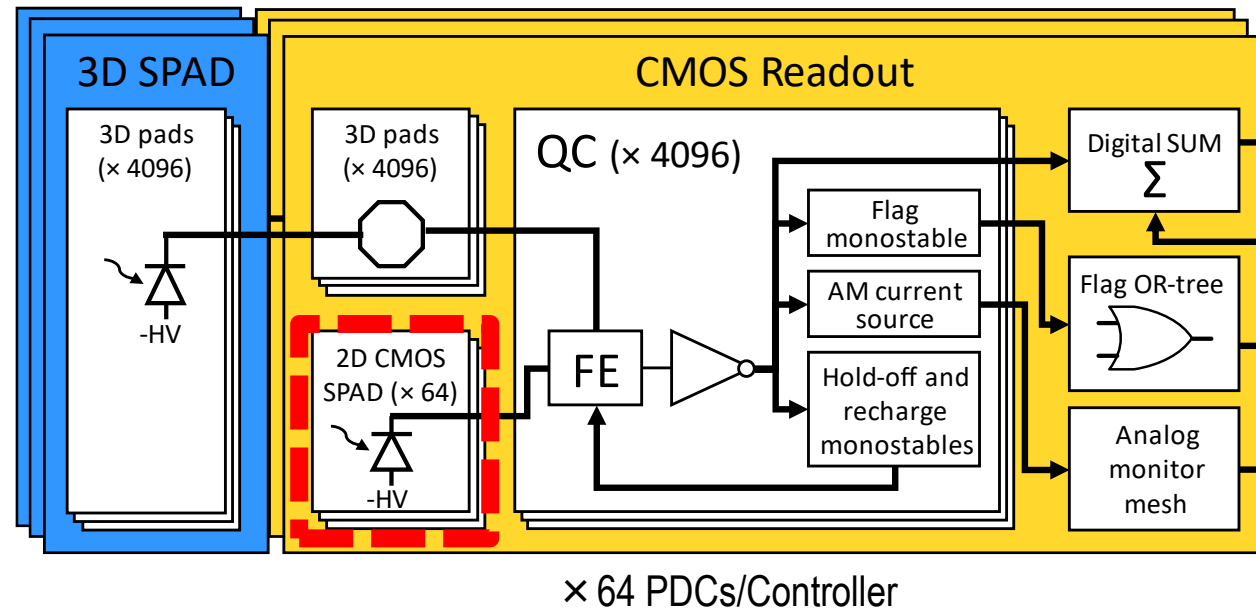 3D SPAD
3D pads
(× 4096)
-HV
CMOS Readout
3D pads
(× 4096)
2D CMOS
SPAD (× 64)
-HV
QC (× 4096)
FE
Flag
monostable
AM current
source
Hold-off and
recharge
monostables
Digital SUM
Σ
Flag OR-tree
Analog
monitor
mesh
× 64 PDCs/Controller